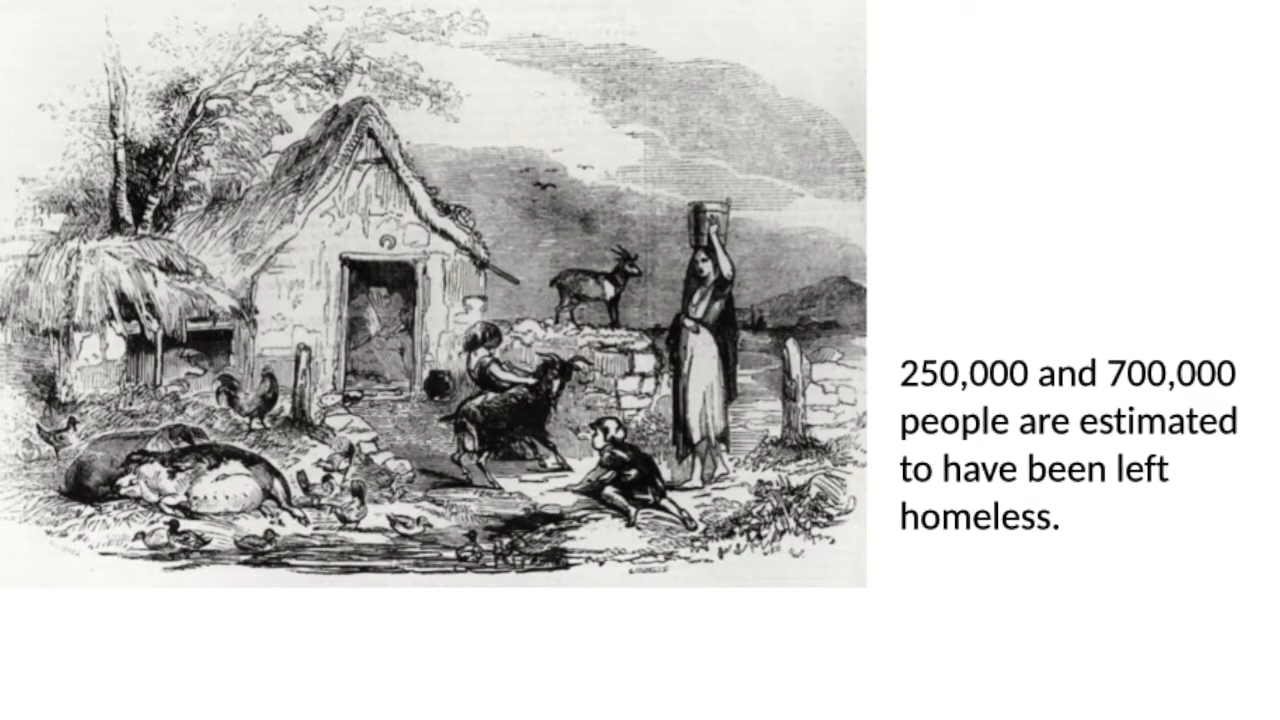 250,000 and 700,000
people are estimated
to have been left
homeless.